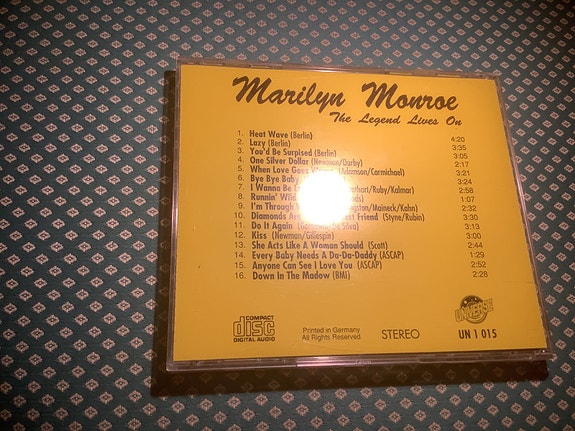 Marilyn Monroe
The Legend Lives On
1. Heat Wave (Berlin) 4:20
2. Lazy (Berlin) 3:35
3. You'd Be Surpised (Berlin) 3:05
4. One Silver Dollar (Newman/Darby) 2:17
5. When Love Goes (Adamson/Carmichael) 3:21
6. Bye Bye Baby 3:24
7. I Wanna Be /Ruby/Kalmar) 2:58
8. Runnin' 1:07
9. I'm Through /Maineck/Kahn) 2:32
10. Diamonds Friend (Styne/Rubin) 3:30
11. Do It Again Silva) 3:13
12. Kiss (Newman/Gillespin) 3:00
13. She Acts Like A Woman Should (Scott) 2:44
14. Every Baby Needs A Da-Da-Daddy (ASCAP) 1:29
15. Anyone Can See I Love You (ASCAP) 2:52
16. Down In The Madow (BMI) 2:28
COMPACT
disc
DIGITAL AUDIO
Printed in Germany
All Rights Reserved
STEREO
UNIVERSE
UN 1 015